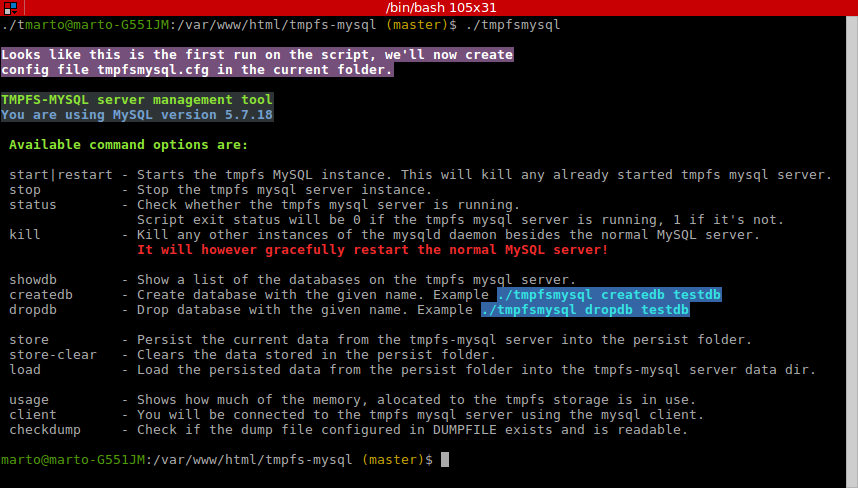 /bin/bash 105x31
./tmarto@marto-G551JM:/var/www/html/tmpfs-mysql (master)$ ./tmpfsmysql
Looks like this is the first run on the script, we'll now create
config file tmpfsmysql.cfg in the current folder.
TMPFS-MYSQL server management tool
You are using MySQL version 5.7.18
Available command options are:
start|restart - Starts the tmpfs MySQL instance. This will kill any already started tmpfs mysql server.
stop - Stop the tmpfs mysql server instance.
status - Check whether the tmpfs mysql server is running.
Script exit status will be 0 if the tmpfs mysql server is running, 1 if it's not.
kill - Kill any other instances of the mysqld daemon besides the normal MySQL server.
It will however gracefully restart the normal MySQL server!
showdb - Show a list of the databases on the tmpfs mysql server.
createdb - Create database with the given name. Example ./tmpfsmysql createdb testdb
dropdb - Drop database with the given name. Example ./tmpfsmysql dropdb testdb
store - Persist the current data from the tmpfs-mysql server into the persist folder.
store-clear - Clears the data stored in the persist folder.
load - Load the persisted data from the persist folder into the tmpfs-mysql server data dir.
usage - Shows how much of the memory, alocated to the tmpfs storage is in use.
client - You will be connected to the tmpfs mysql server using the mysql client.
checkdump - Check if the dump file configured in DUMPFILE exists and is readable.
marto@marto-G551JM:/var/www/html/tmpfs-mysql (master)$